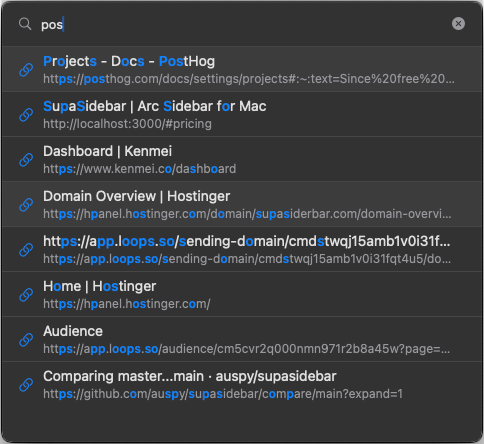 pos
Projects - Docs - PostHog
https://posthog.com/docs/settings/projects#:~:text=Since%20free%20...
SupaSidebar | Arc Sidebar for Mac
http://localhost:3000/#pricing
Dashboard | Kenmei
https://www.kenmei.co/dashboard
Domain Overview | Hostinger
https://hpanel.hostinger.com/domain/supasiderbar.com/domain-overvi...
https://app.loops.so/sending-domain/cmdstwqj15amb1v0i31f...
https://app.loops.so/sending-domain/cmdstwqj15amb1v0i31fqt4u5/do...
Home | Hostinger
https://hpanel.hostinger.com/
Audience
https://app.loops.so/audience/cm5cvr2q000nmn971r2b8a45w?page=...
Comparing master...main · auspy/supasidebar
https://github.com/auspy/supasidebar/compare/main?expand=1